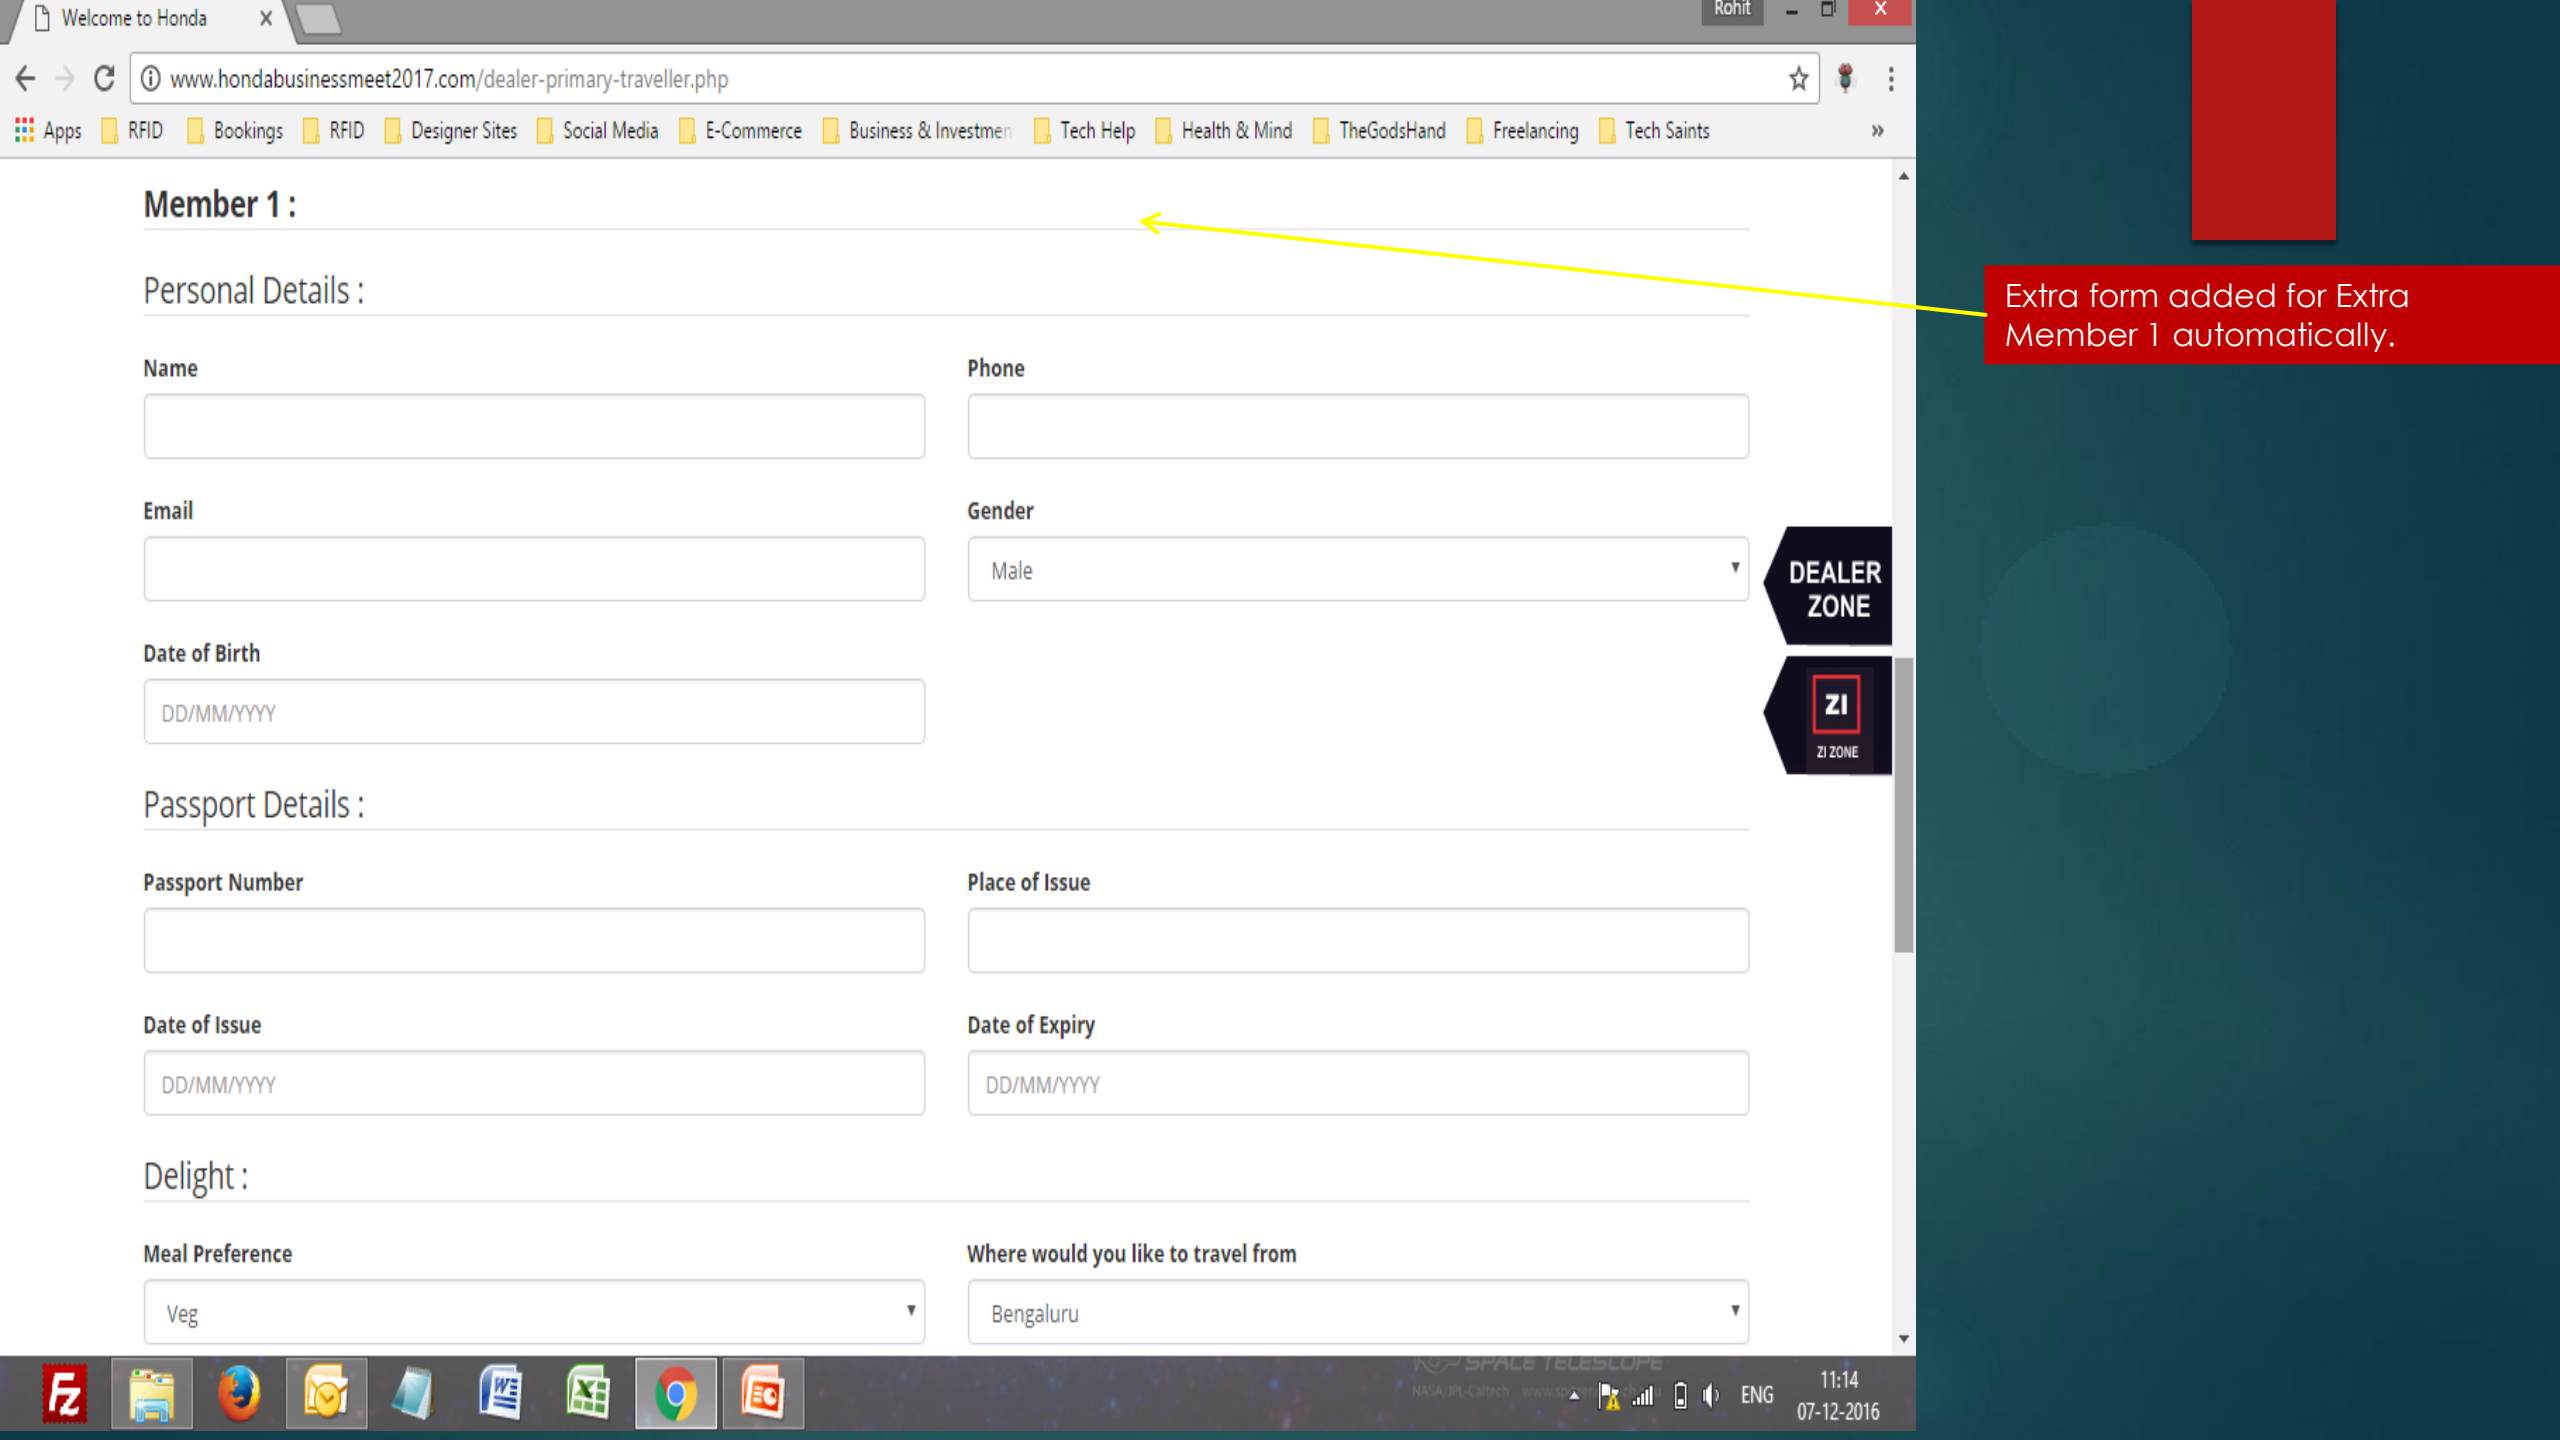 Welcome to Honda
Rohit
www.hondabusinessmeet2017.com/dealer-primary-traveller.php
Apps RFID Bookings RFID Designer Sites Social Media E-Commerce Business & Investmen Tech Help Health & Mind TheGodsHand Freelancing Tech Saints »
Member 1 :
Extra form added for Extra
Member 1 automatically.
Personal Details :
Name Phone
Email Gender
Male
DEALER
ZONE
Date of Birth
DD/MM/YYYY
ZI
ZI ZONE
Passport Details :
Passport Number Place of Issue
Date of Issue Date of Expiry
DD/MM/YYYY DD/MM/YYYY
Delight :
Meal Preference Where would you like to travel from
Veg Bengaluru
SPACE TELESCOPE
NASA/JPL-Caltech
ENG
11:14
07-12-2016